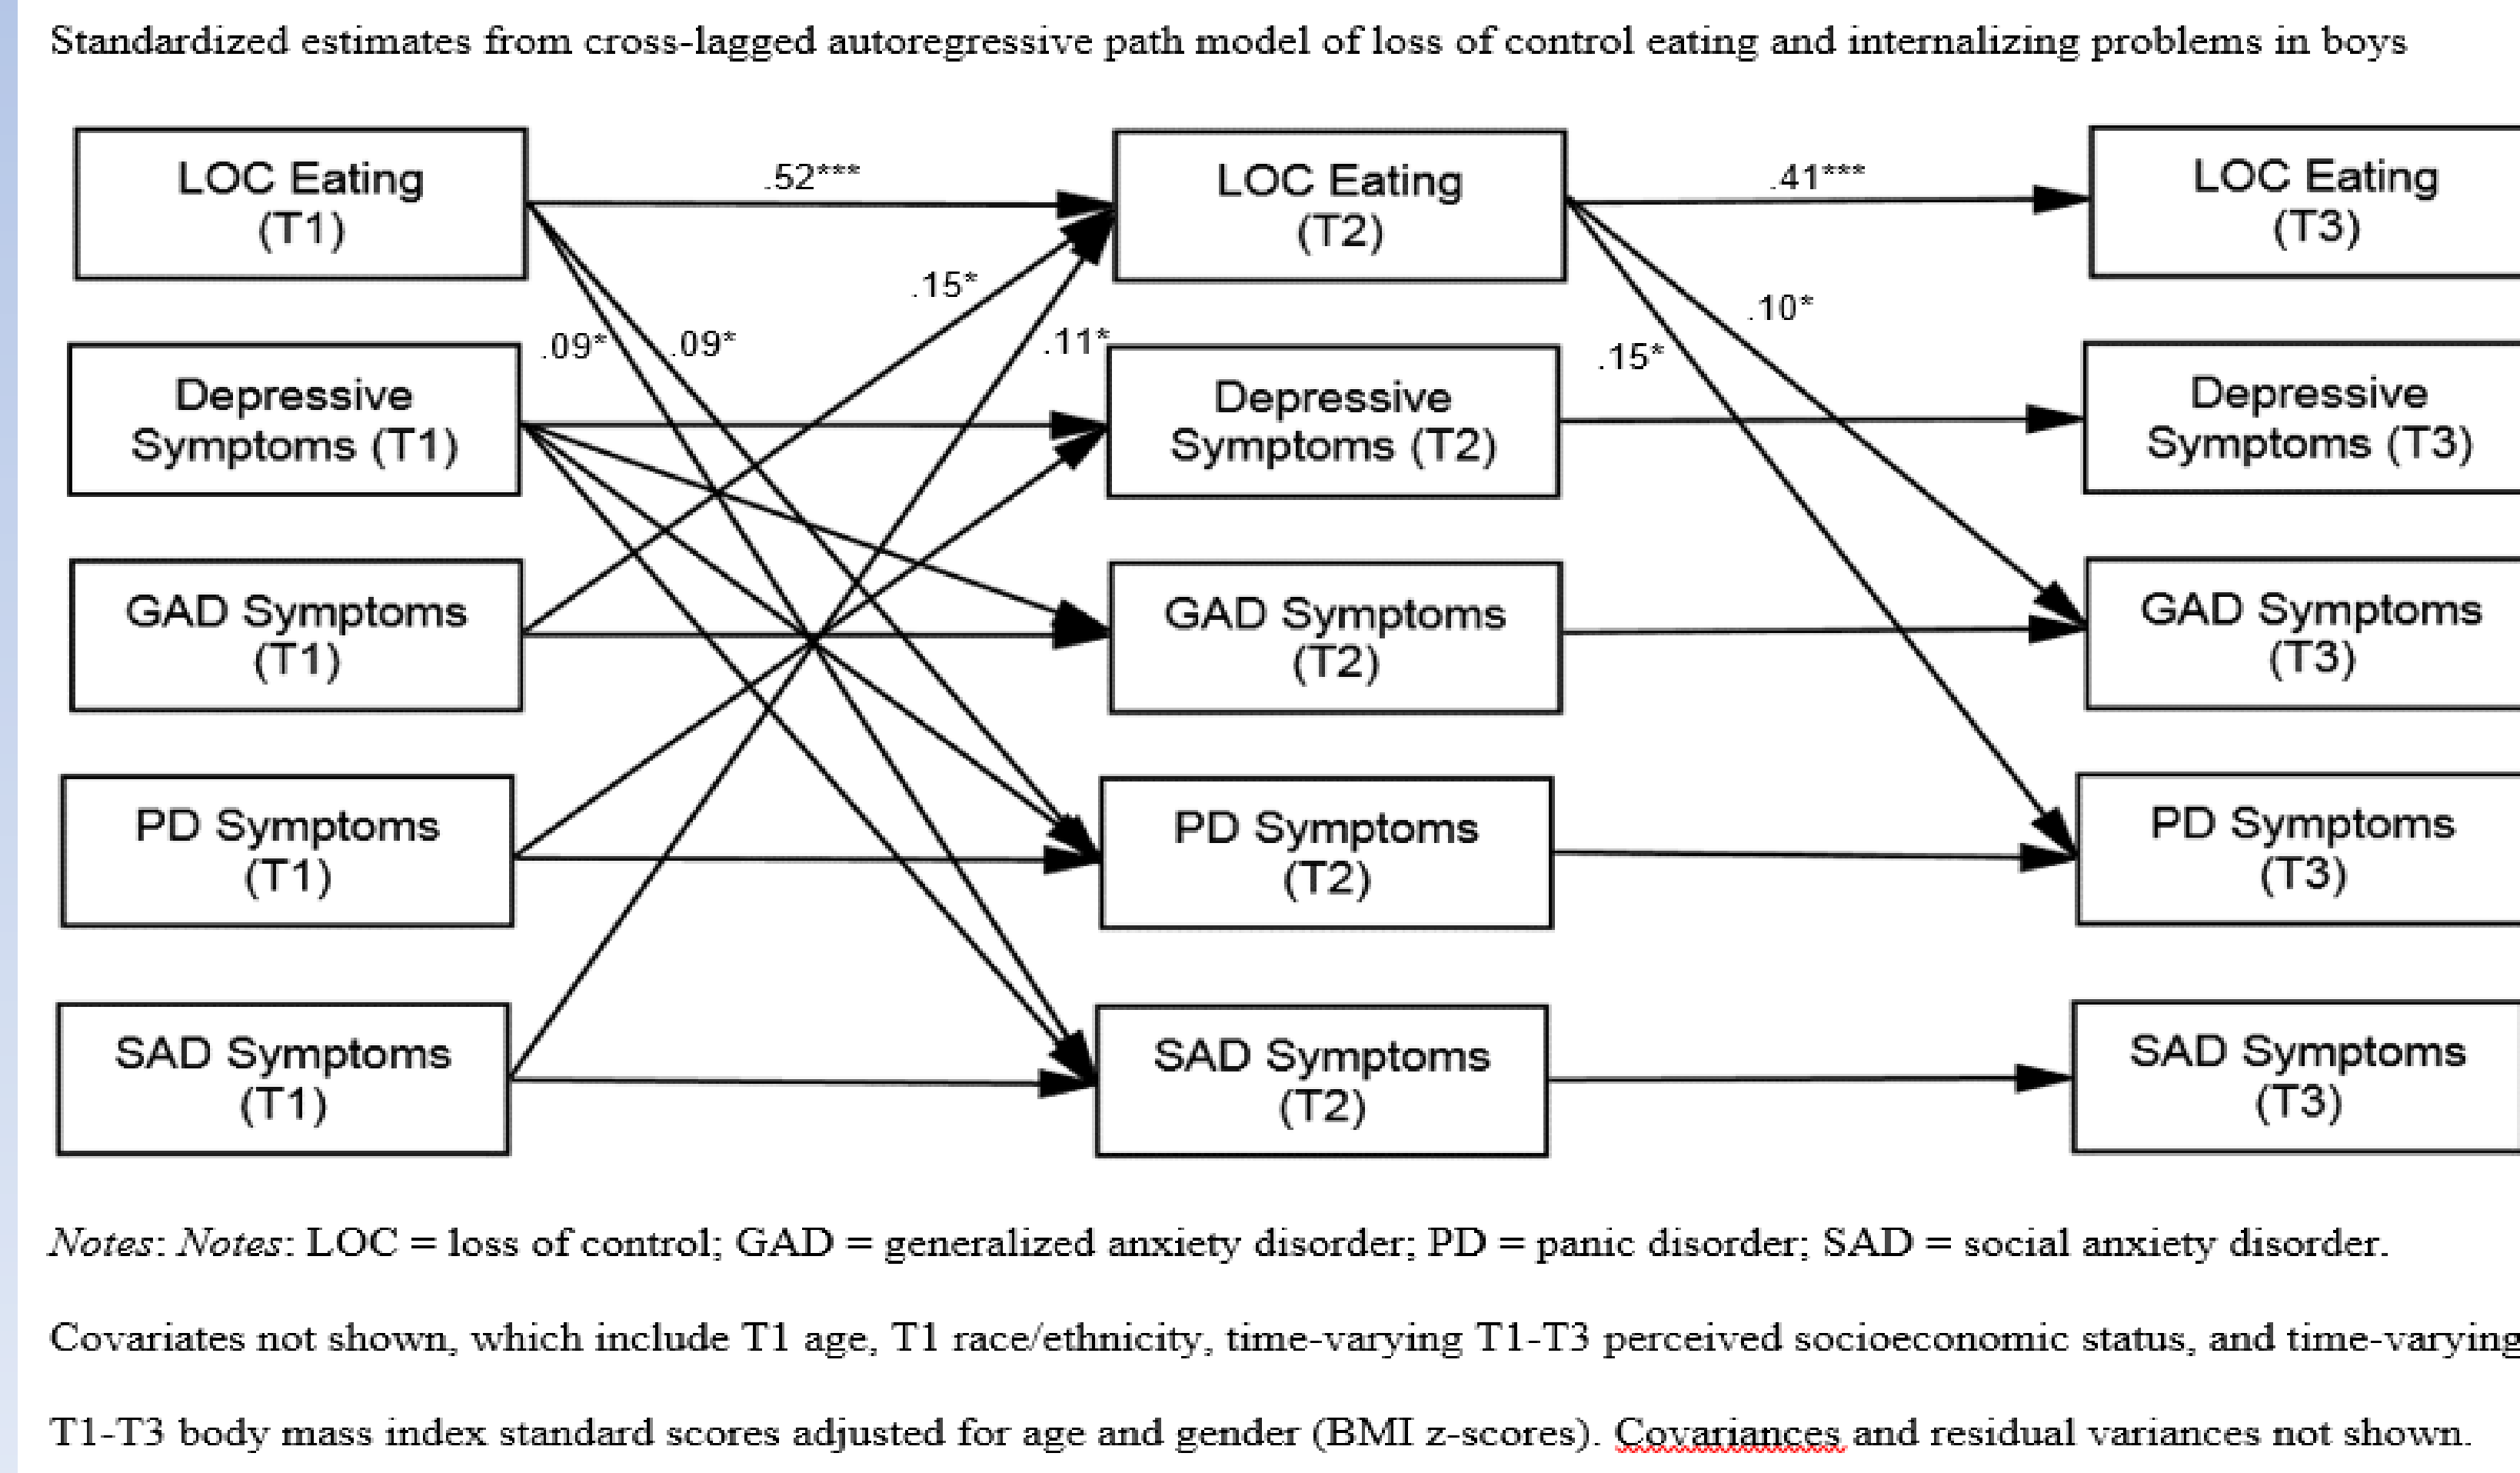 Standardized estimates from cross-lagged autoregressive path model of loss of control eating and internalizing problems in boys
LOC Eating
(T1)
.52***
LOC Eating
(T2)
.41***
LOC Eating
(T3)
.15*
.10*
.09*
.09*
.11*
.15*
Depressive
Symptoms (T1)
Depressive
Symptoms (T2)
Depressive
Symptoms (T3)
GAD Symptoms
(T1)
GAD Symptoms
(T2)
GAD Symptoms
(T3)
PD Symptoms
(T1)
PD Symptoms
(T2)
PD Symptoms
(T3)
SAD Symptoms
(T1)
SAD Symptoms
(T2)
SAD Symptoms
(T3)
Notes: Notes: LOC = loss of control; GAD = generalized anxiety disorder; PD = panic disorder; SAD = social anxiety disorder.
Covariates not shown, which include T1 age, T1 race/ethnicity, time-varying T1-T3 perceived socioeconomic status, and time-varying
T1-T3 body mass index standard scores adjusted for age and gender (BMI z-scores). Covariances and residual variances not shown.